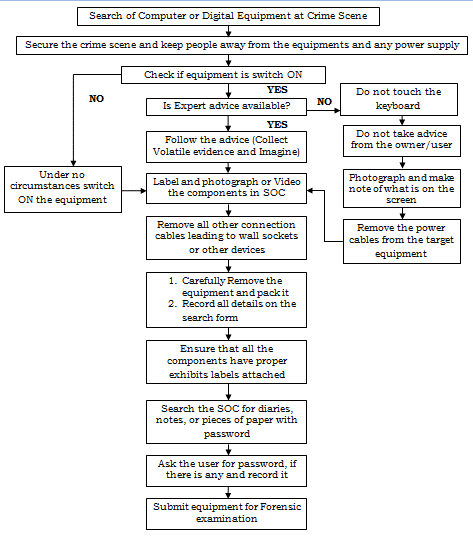 Search of Computer or Digital Equipment at Crime Scene
Secure the crime scene and keep people away from the equipments and any power supply
Check if equipment is switch ON
YES
NO
Is Expert advice available?
NO
Do not touch the
keyboard
YES
Follow the advice (Collect
Volatile evidence and Imagine)
Do not take advice
from the owner/user
Under no
circumstances switch
ON the equipment
Label and photograph or Video
the components in SOC
Photograph and make
note of what is on the
screen
Remove all other connection
cables leading to wall sockets
or other devices
Remove the power
cables from the target
equipment
1. Carefully Remove the
equipment and pack it
2. Record all details on the
search form
Ensure that all the
components have proper
exhibits labels attached
Search the SOC for diaries,
notes, or pieces of paper with
password
Ask the user for password, if
there is any and record it
Submit equipment for Forensic
examination